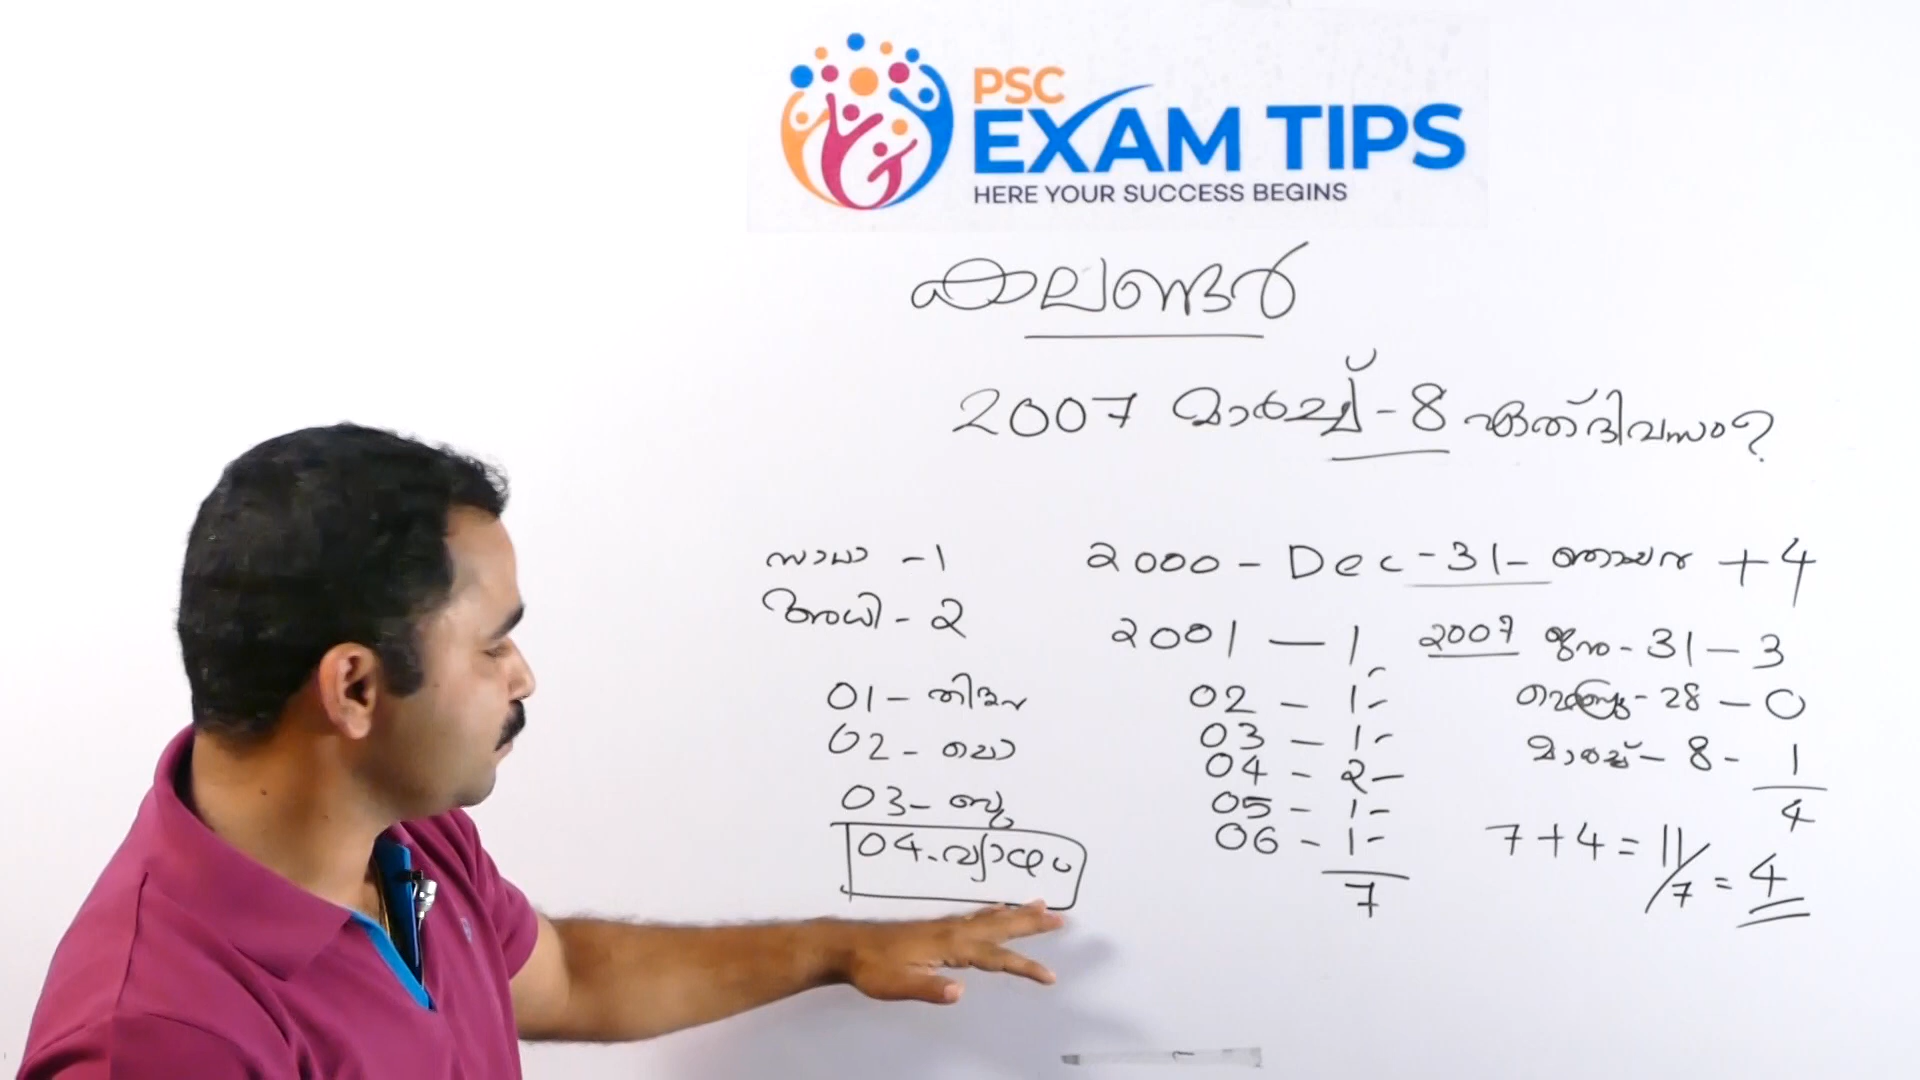 PSC
EXAM TIPS
HERE YOUR SUCCESS BEGINS
കലണ്ടർ
2007 മാർച്ച് - 8 ഏത് ദിവസം?
സാധാ - 1
അധി - 2
01 - തിങ്കൾ
02 - ചൊ
03 - ബു
04 - വ്യാഴം
2000 - Dec - 31 - ഞായർ + 4
2001 - 1
02 - 1 -
03 - 1 -
04 - 2 -
05 - 1 -
06 - 1 -
7
2007 ജനു - 31 - 3
28 - 0
മാർച്ച് - 8 - 1
4
7 + 4 = 11/7 = 4